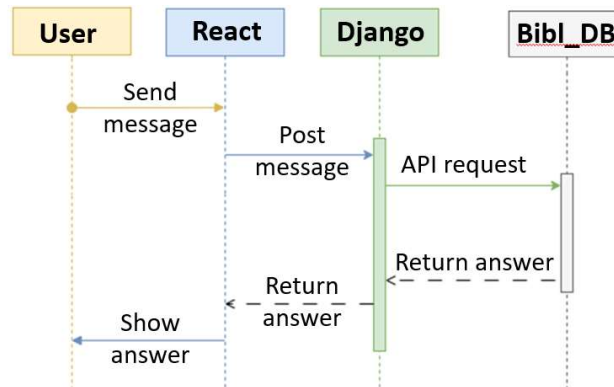 User
React
Django
Bibl_DB
Send
message
Post
message
API request
Return answer
Return
answer
Show
answer